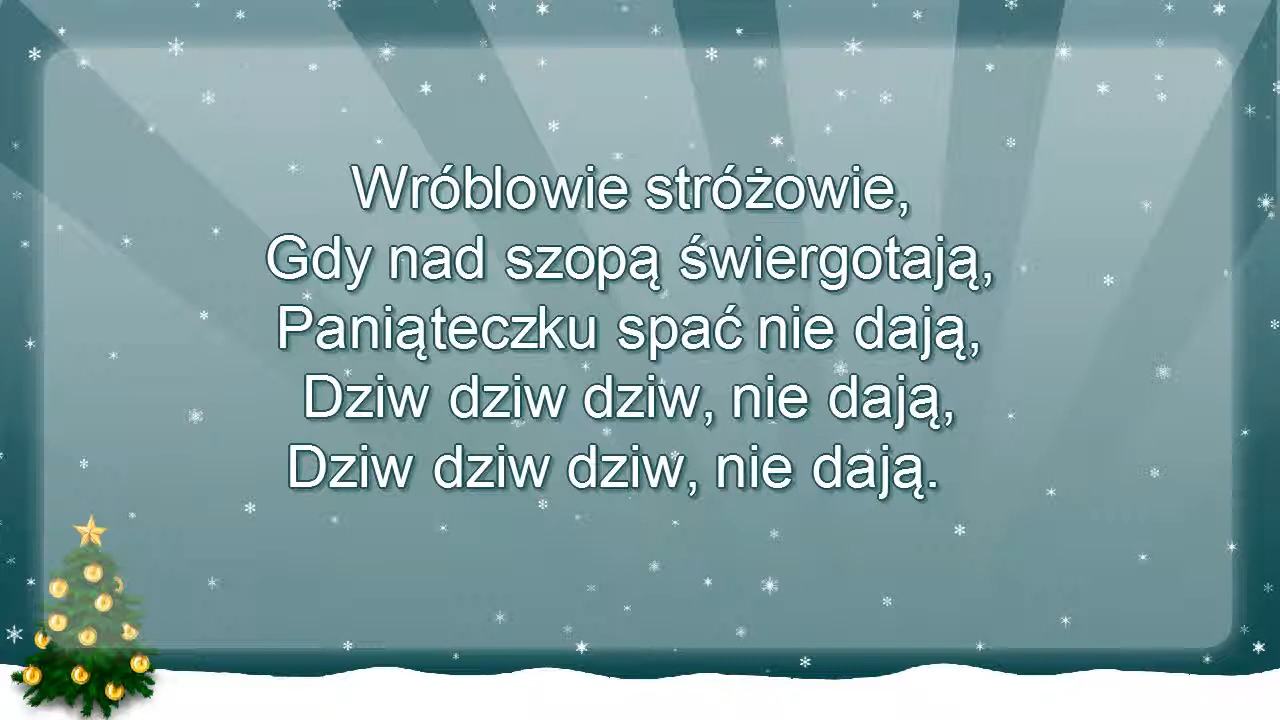 Wróblowie stróżowie,
Gdy nad szopą świergotają,
Paniąteczku spać nie dają,
Dziw dziw dziw, nie dają,
Dziw dziw dziw, nie dają.